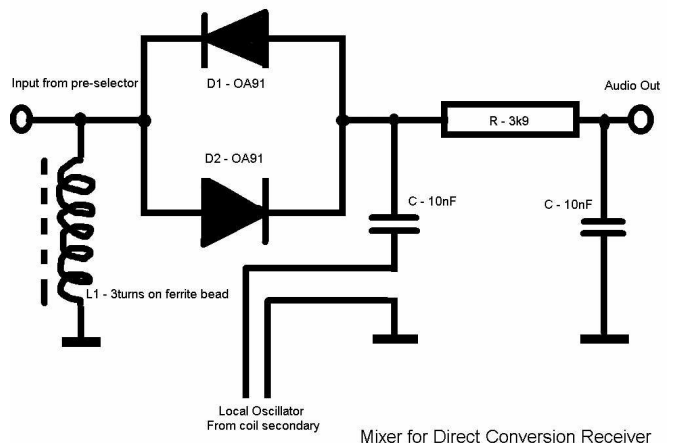 Input from pre-selector
D1 - OA91
Audio Out
R - 3k9
D2 - OA91
C - 10nF
C - 10nF
L1 - 3turns on ferrite bead
Local Oscillator
From coil secondary
Mixer for Direct Conversion Receiver